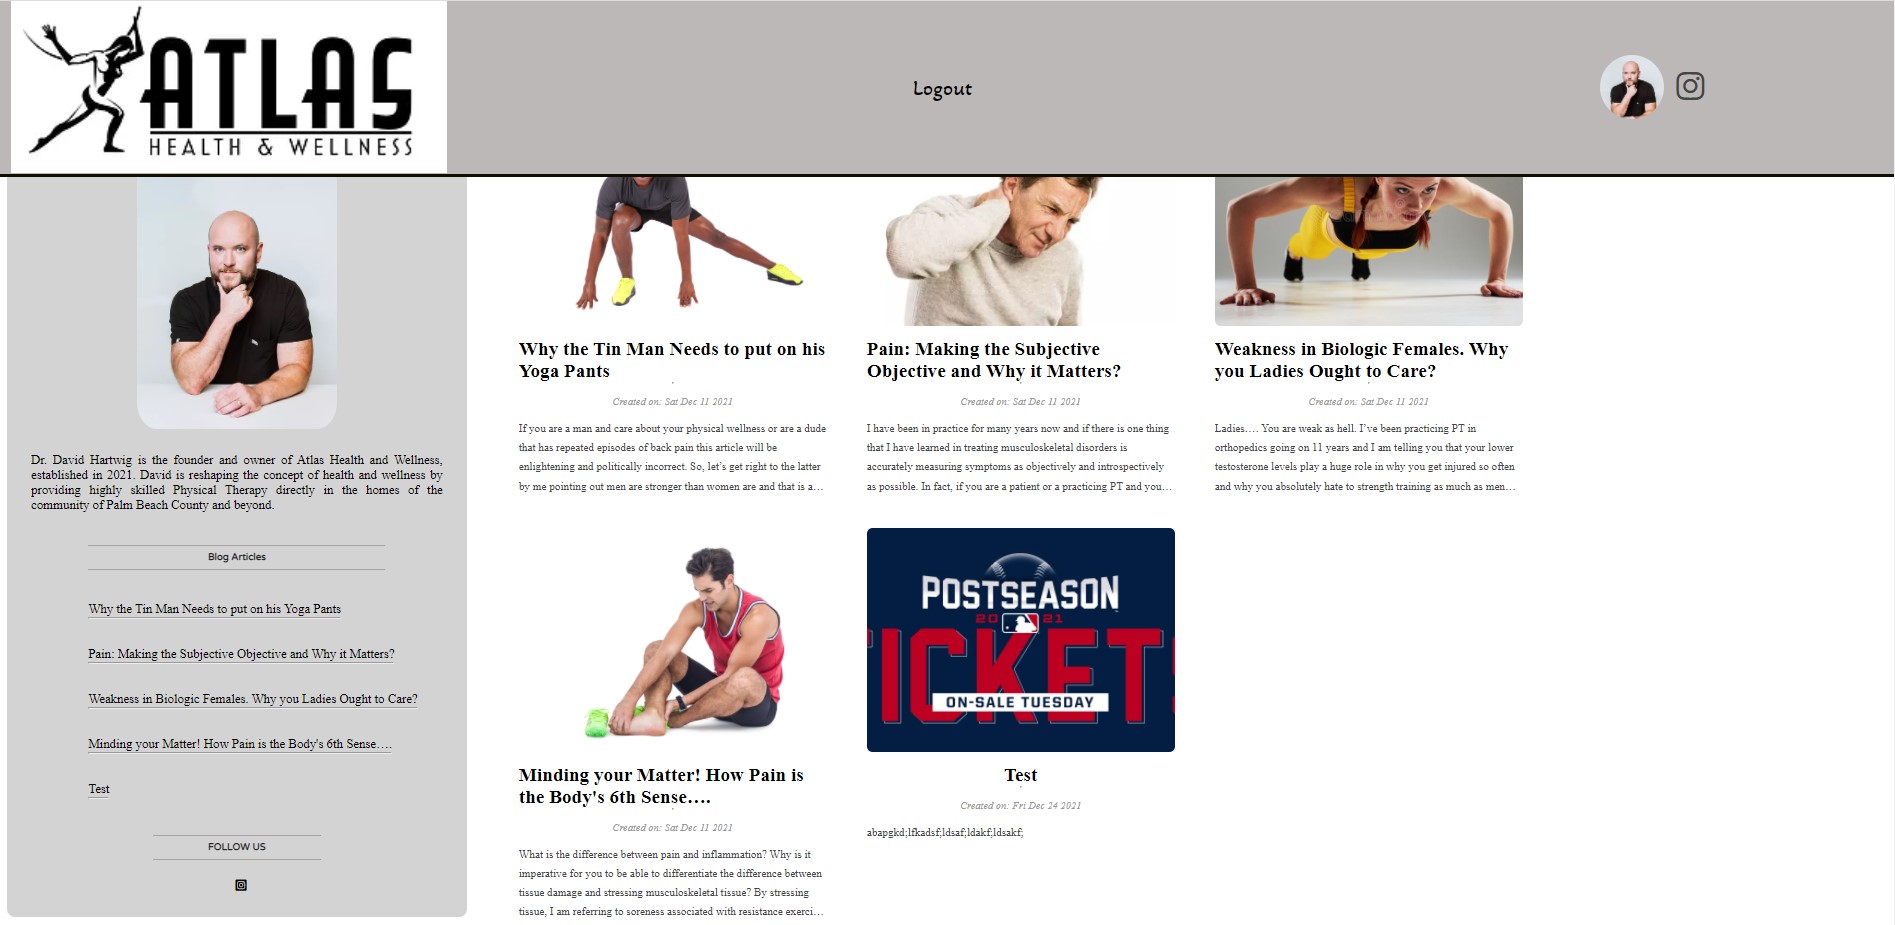 ATLAS
HEALTH & WELLNESS
Logout
Dr. David Hartwig is the founder and owner of Atlas Health and Wellness,
established in 2021. David is reshaping the concept of health and wellness by
providing highly skilled Physical Therapy directly in the homes of the
community of Palm Beach County and beyond.
Blog Articles
Why the Tin Man Needs to put on his Yoga Pants
Pain: Making the Subjective Objective and Why it Matters?
Weakness in Biologic Females. Why you Ladies Ought to Care?
Minding your Matter! How Pain is the Body's 6th Sense….
Test
FOLLOW US
Why the Tin Man Needs to put on his
Yoga Pants
Created on: Sat Dec 11 2021
If you are a man and care about your physical wellness or are a dude
that has repeated episodes of back pain this article will be
enlightening and politically incorrect. So, let’s get right to the latter
by me pointing out men are stronger than women are and that is a…
Pain: Making the Subjective
Objective and Why it Matters?
Created on: Sat Dec 11 2021
I have been in practice for many years now and if there is one thing
that I have learned in treating musculoskeletal disorders is
accurately measuring symptoms as objectively and introspectively
as possible. In fact, if you are a patient or a practicing PT and you…
Weakness in Biologic Females. Why
you Ladies Ought to Care?
Created on: Sat Dec 11 2021
Ladies…. You are weak as hell. I’ve been practicing PT in
orthopedics going on 11 years and I am telling you that your lower
testosterone levels play a huge role in why you get injured so often
and why you absolutely hate to strength training as much as men…
Minding your Matter! How Pain is
the Body's 6th Sense….
Created on: Sat Dec 11 2021
What is the difference between pain and inflammation? Why is it
imperative for you to be able to differentiate the difference between
tissue damage and stressing musculoskeletal tissue? By stressing
tissue, I am referring to soreness associated with resistance exerci…
POSTSEASON
20 21
TICKETS
ON-SALE TUESDAY
Test
Created on: Fri Dec 24 2021
abapgkd;lfkadsf;ldsaf;ldakf;ldsakf;